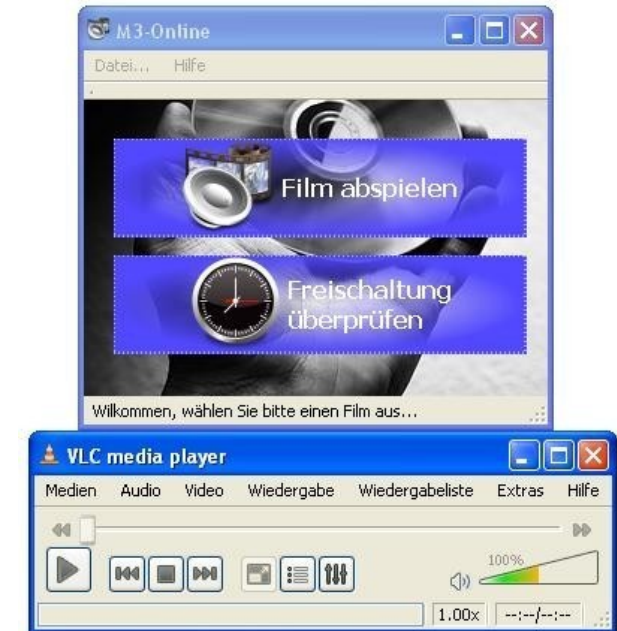 M3-Online
Datei... Hilfe
Film abspielen
Freischaltung
überprüfen
Wilkommen, wählen Sie bitte einen Film aus...
VLC media player
Medien Audio Video Wiedergabe Wiedergabeliste Extras Hilfe
100%
1.00x --:--/--:--